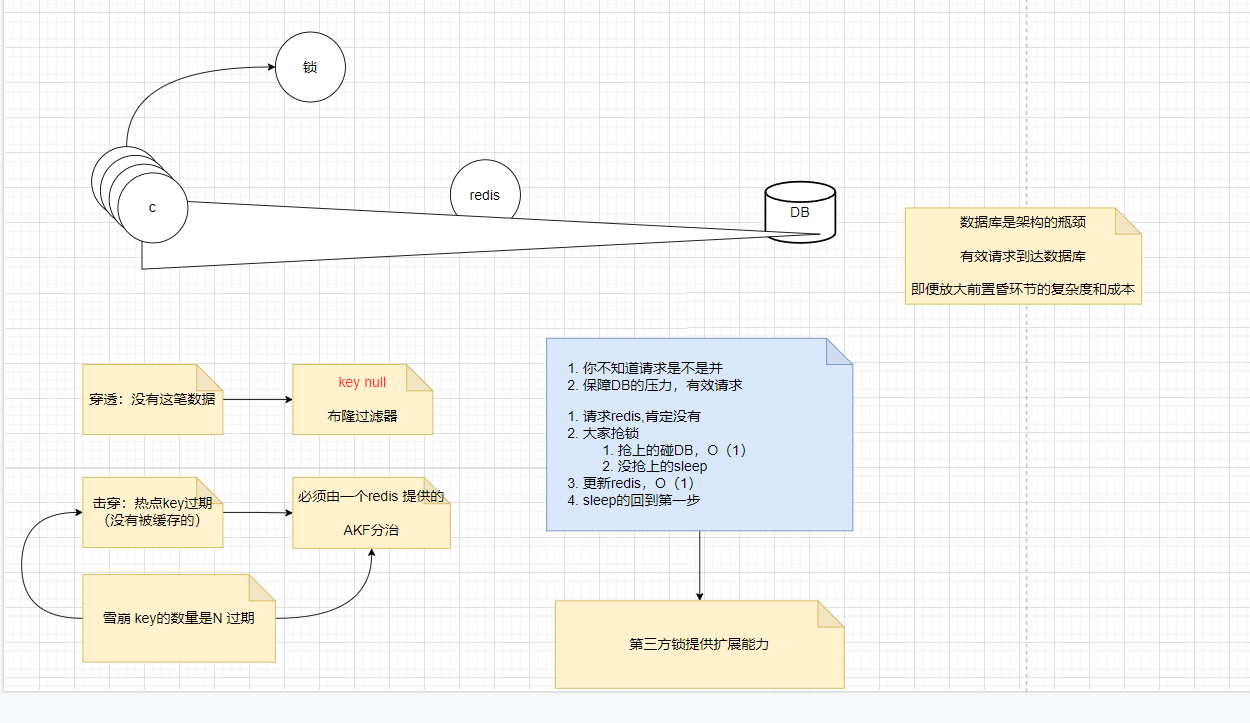 锁
c
redis
DB
数据库是架构的瓶颈
有效请求到达数据库
即便放大前置昏环节的复杂度和成本
穿透：没有这笔数据
key null
布隆过滤器
1. 你不知道请求是不是并
2. 保障DB的压力，有效请求
1. 请求redis,肯定没有
2. 大家抢锁
1. 抢上的碰DB，O（1）
2. 没抢上的sleep
3. 更新redis，O（1）
4. sleep的回到第一步
击穿：热点key过期
（没有被缓存的）
必须由一个redis 提供的
AKF分治
雪崩 key的数量是N 过期
第三方锁提供扩展能力